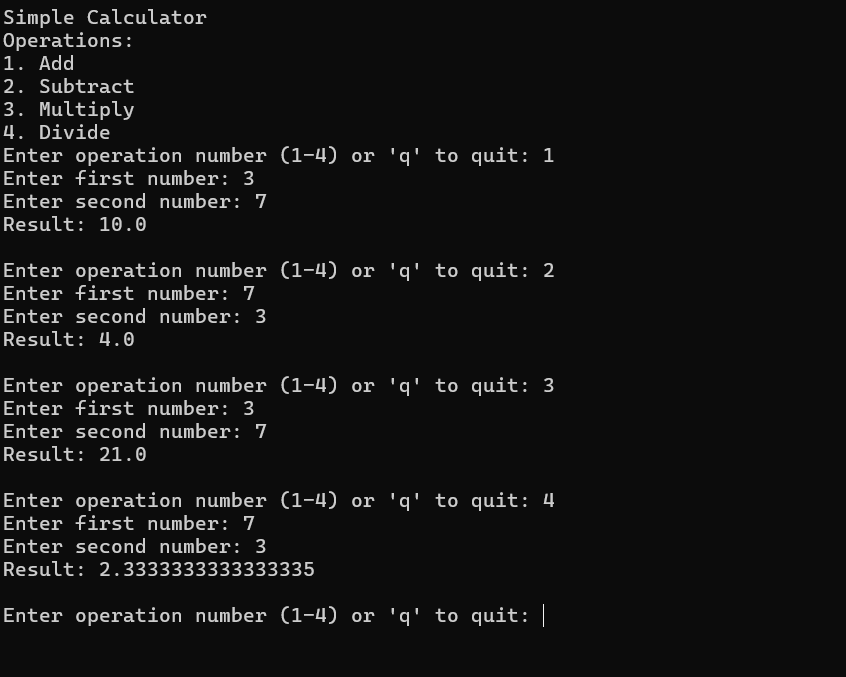 Simple Calculator
Operations:
1. Add
2. Subtract
3. Multiply
4. Divide
Enter operation number (1-4) or 'q' to quit: 1
Enter first number: 3
Enter second number: 7
Result: 10.0
Enter operation number (1-4) or 'q' to quit: 2
Enter first number: 7
Enter second number: 3
Result: 4.0
Enter operation number (1-4) or 'q' to quit: 3
Enter first number: 3
Enter second number: 7
Result: 21.0
Enter operation number (1-4) or 'q' to quit: 4
Enter first number: 7
Enter second number: 3
Result: 2.3333333333333335
Enter operation number (1-4) or 'q' to quit: